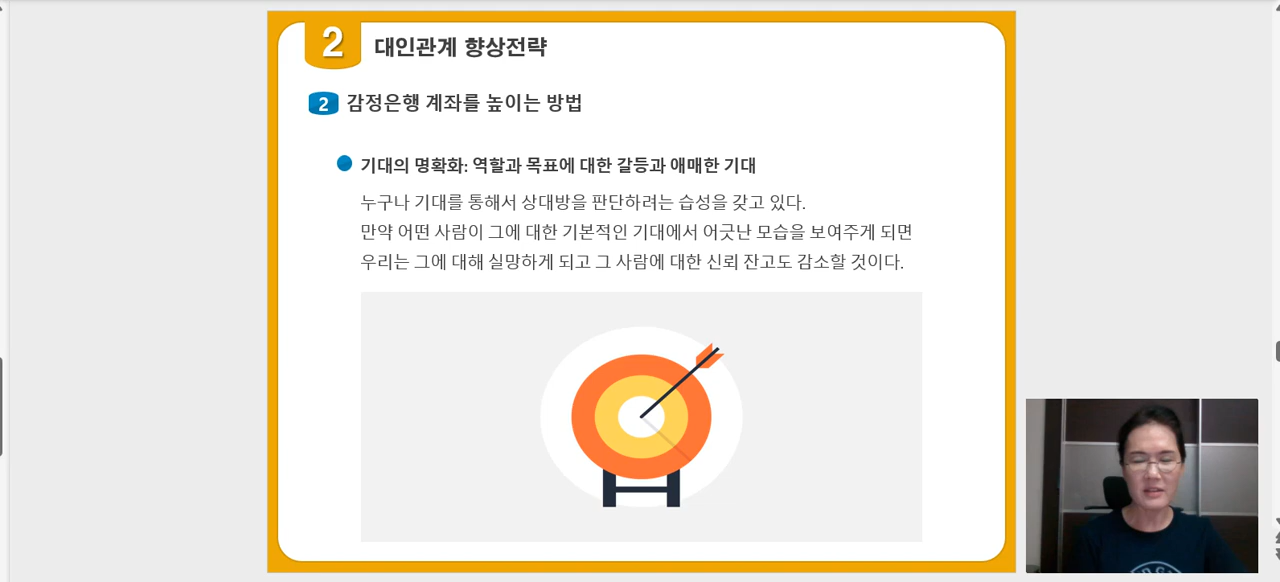 2 대인관계 향상전략
2 감정은행 계좌를 높이는 방법
기대의 명확화: 역할과 목표에 대한 갈등과 애매한 기대
누구나 기대를 통해서 상대방을 판단하려는 습성을 갖고 있다.
만약 어떤 사람이 그에 대한 기본적인 기대에서 어긋난 모습을 보여주게 되면
우리는 그에 대해 실망하게 되고 그 사람에 대한 신뢰 잔고도 감소할 것이다.